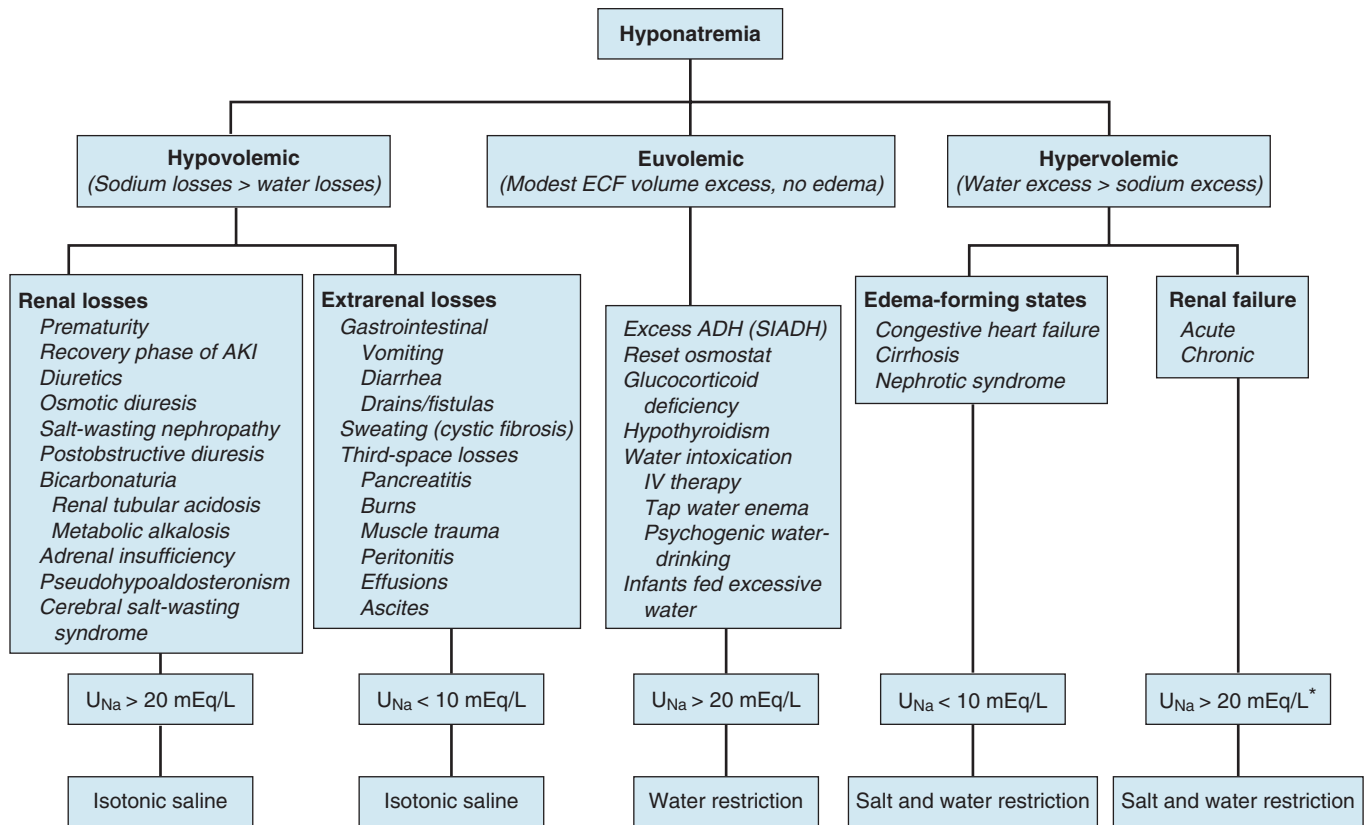 Hyponatremia
Hypovolemic
(Sodium losses > water losses)
Euvolemic
(Modest ECF volume excess, no edema)
Hypervolemic
(Water excess > sodium excess)
Renal losses
Prematurity
Recovery phase of AKI
Diuretics
Osmotic diuresis
Salt-wasting nephropathy
Postobstructive diuresis
Bicarbonaturia
Renal tubular acidosis
Metabolic alkalosis
Adrenal insufficiency
Pseudohypoaldosteronism
Cerebral salt-wasting
syndrome
Extrarenal losses
Gastrointestinal
Vomiting
Diarrhea
Drains/fistulas
Sweating (cystic fibrosis)
Third-space losses
Pancreatitis
Burns
Muscle trauma
Peritonitis
Effusions
Ascites
Excess ADH (SIADH)
Reset osmostat
Glucocorticoid
deficiency
Hypothyroidism
Water intoxication
IV therapy
Tap water enema
Psychogenic water-
drinking
Infants fed excessive
water
Edema-forming states
Congestive heart failure
Cirrhosis
Nephrotic syndrome
Renal failure
Acute
Chronic
UNa > 20 mEq/L
UNa < 10 mEq/L
UNa > 20 mEq/L
UNa < 10 mEq/L
UNa > 20 mEq/L*
Isotonic saline
Isotonic saline
Water restriction
Salt and water restriction
Salt and water restriction